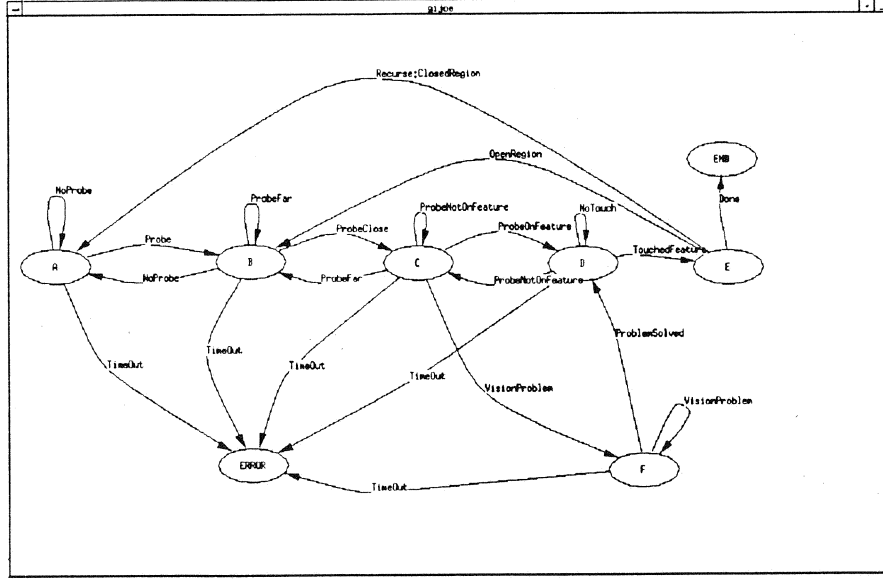 gijoe
Recurse;ClosedRegion
OpenRegion
END
NoProbe
ProbeFar
ProbeNotOnFeature
NoTouch
Done
Probe
ProbeClose
ProbeOnFeature
TouchedFeature
A
B
C
D
E
NoProbe
ProbeFar
ProbeNotOnFeature
ProblemSolved
TimeOut
TimeOut
TimeOut
TimeOut
VisionProblem
VisionProblem
ERROR
F
TimeOut